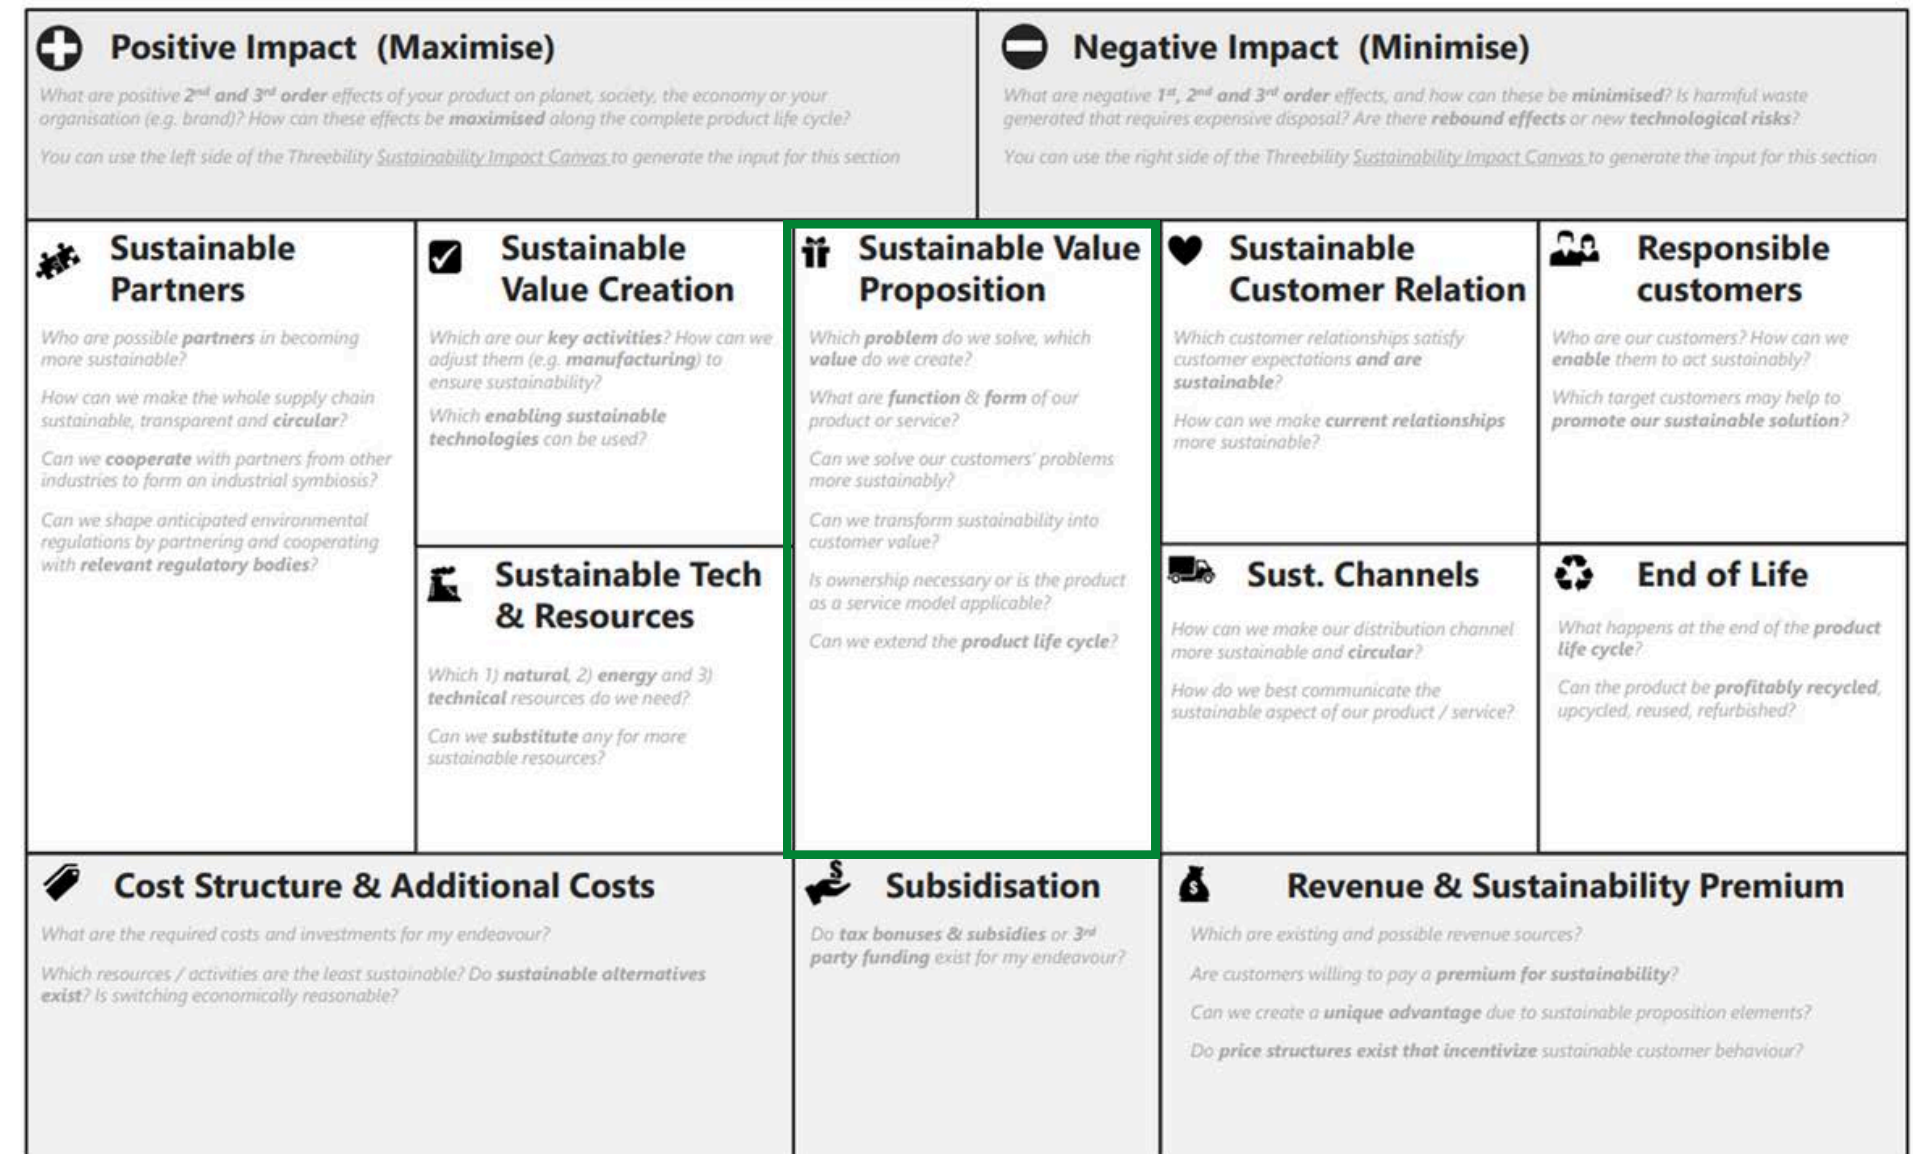 Positive Impact (Maximise)
What are positive 2nd and 3rd order effects of your product on planet, society, the economy or your
organisation (e.g. brand)? How can these effects be maximised along the complete product life cycle?
You can use the left side of the Threebility Sustainability Impact Canvas to generate the input for this section
Negative Impact (Minimise)
What are negative 1st, 2nd and 3rd order effects, and how can these be minimised? Is harmful waste
generated that requires expensive disposal? Are there rebound effects or new technological risks?
You can use the right side of the Threebility Sustainability Impact Canvas to generate the input for this section
Sustainable
Partners
Who are possible partners in becoming
more sustainable?
How can we make the whole supply chain
sustainable, transparent and circular?
Can we cooperate with partners from other
industries to form an industrial symbiosis?
Can we shape anticipated environmental
regulations by partnering and cooperating
with relevant regulatory bodies?
Sustainable
Value Creation
Which are our key activities? How can we
adjust them (e.g. manufacturing) to
ensure sustainability?
Which enabling sustainable
technologies can be used?
Sustainable Tech
& Resources
Which 1) natural, 2) energy and 3)
technical resources do we need?
Can we substitute any for more
sustainable resources?
Sustainable Value
Proposition
Which problem do we solve, which
value do we create?
What are function & form of our
product or service?
Can we solve our customers' problems
more sustainably?
Can we transform sustainability into
customer value?
Is ownership necessary or is the product
as a service model applicable?
Can we extend the product life cycle?
Sustainable
Customer Relation
Which customer relationships satisfy
customer expectations and are
sustainable?
How can we make current relationships
more sustainable?
Sust. Channels
How can we make our distribution channel
more sustainable and circular?
How do we best communicate the
sustainable aspect of our product / service?
Responsible
customers
Who are our customers? How can we
enable them to act sustainably?
Which target customers may help to
promote our sustainable solution?
End of Life
What happens at the end of the product
life cycle?
Can the product be profitably recycled,
upcycled, reused, refurbished?
Cost Structure & Additional Costs
What are the required costs and investments for my endeavour?
Which resources / activities are the least sustainable? Do sustainable alternatives
exist? Is switching economically reasonable?
Subsidisation
Do tax bonuses & subsidies or 3rd
party funding exist for my endeavour?
Revenue & Sustainability Premium
Which are existing and possible revenue sources?
Are customers willing to pay a premium for sustainability?
Can we create a unique advantage due to sustainable proposition elements?
Do price structures exist that incentivize sustainable customer behaviour?